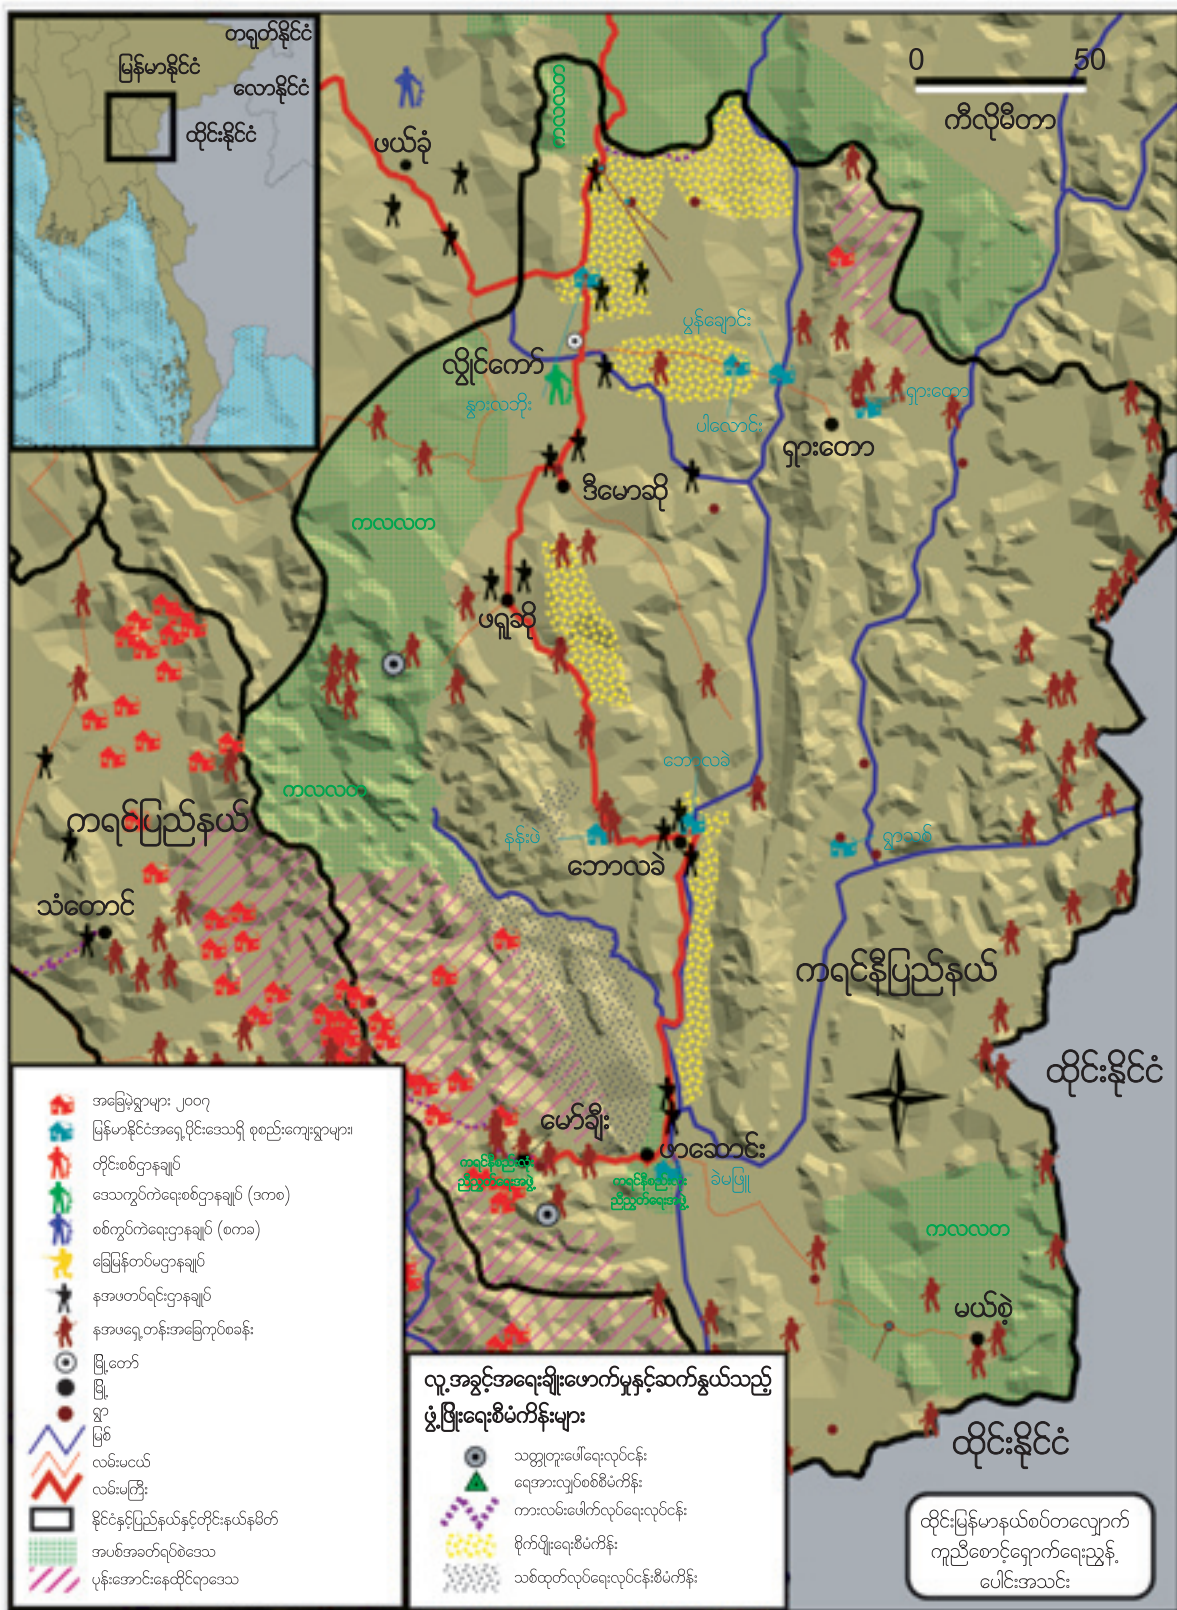 တရုတ်နိုင်ငံ
မြန်မာနိုင်ငံ
လောနိုင်ငံ
ထိုင်းနိုင်ငံ
0 50
ကီလိုမီတာ
ကလလတ
ဖယ်ခုံ
ပွန်ချောင်း
လွိုင်ကော်
နွားလဘိုး
ရှားတော
ပါလောင်း
ရှားတော
ဒီမောဆို
ကလလတ
ဖရူဆို
ဘောလခဲ
ကလလတ
ကရင်ပြည်နယ်
နန်းဖဲ
ရွာလစ်
ဘောလခဲ
သံတောင်
ကရင်နီပြည်နယ်
N
ထိုင်းနိုင်ငံ
မော်ချီး
ဖာဆောင်း
ခဲမဖြူ
ကလလတ
မယ်စဲ့
ထိုင်းနိုင်ငံ
အခြေမဲ့ရွာများ ၂၀၀၇
မြန်မာနိုင်ငံအရှေ့ပိုင်းဒေသရှိ စုစည်းကျေးရွာများ
တိုင်းစစ်ဌာနချုပ်
ဒေသကွပ်ကဲရေးစစ်ဌာနချုပ် (ဒကစ)
စစ်ကွပ်ကဲရေးဌာနချုပ် (စကခ)
ခြေမြန်တပ်မဌာနချုပ်
နအဖတပ်ရင်းဌာနချုပ်
နအဖရှေ့တန်းအခြေကုပ်စခန်း
မြို့တော်
မြို့
ရွာ
မြစ်
လမ်းမငယ်
လမ်းမကြီး
နိုင်ငံနှင့်ပြည်နယ်နှင့်တိုင်းနယ်နမိတ်
အပစ်အခတ်ရပ်စဲဒေသ
ပုန်းအောင်းနေထိုင်ရာဒေသ
လူ့အခွင့်အရေးချိုးဖောက်မှုနှင့်ဆက်နွယ်သည့်
ဖွံ့ဖြိုးရေးစီမံကိန်းများ
သတ္တုတူးဖေါ်ရေးလုပ်ငန်း
ရေအားလျှပ်စစ်စီမံကိန်း
ကားလမ်းဖေါက်လုပ်ရေးလုပ်ငန်း
စိုက်ပျိုးရေးစီမံကိန်း
သစ်ထုတ်လုပ်ရေးလုပ်ငန်းစီမံကိန်း
ထိုင်းမြန်မာနယ်စပ်တလျှောက်
ကူညီစောင့်ရှောက်ရေးညွန့်
ပေါင်းအသင်း